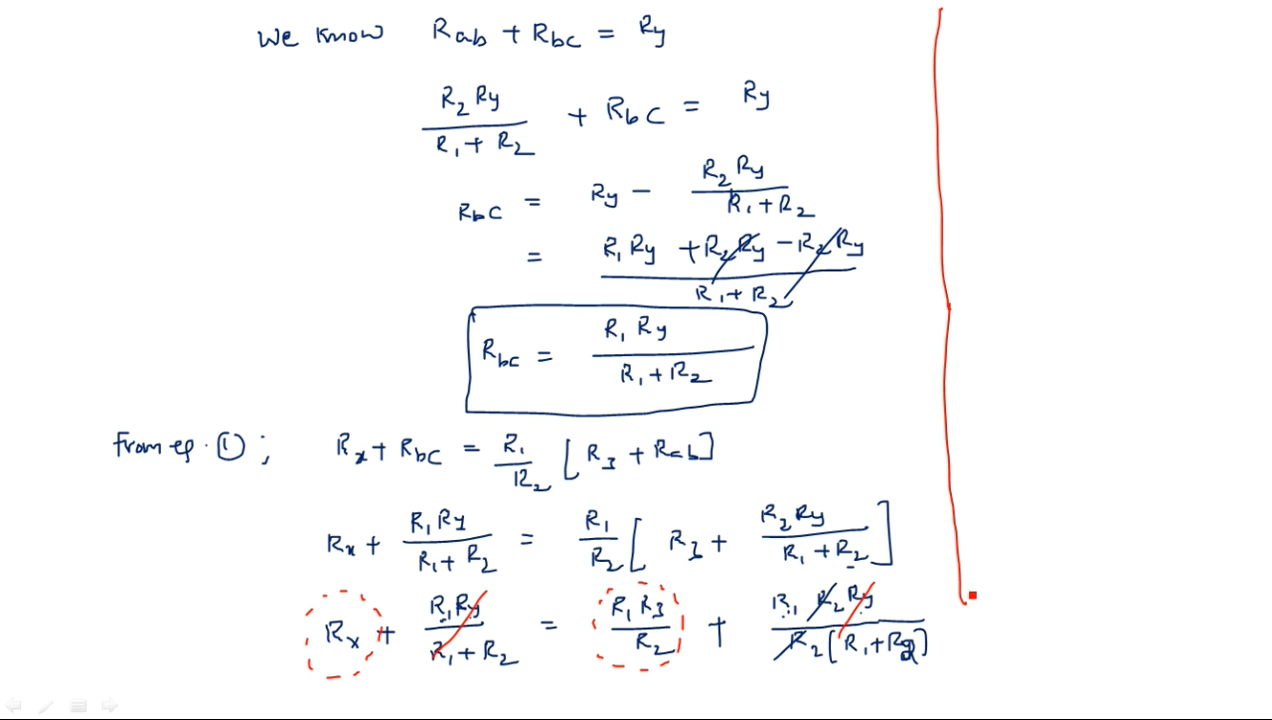 We know Rab + Rbc = Ry
R2 Ry / R1 + R2 + Rbc = Ry
Rbc = Ry - R2 Ry / R1 + R2
= R1 Ry + R2 Ry - R2 Ry / R1 + R2
Rbc = R1 Ry / R1 + R2
from eq. ① ; Rx + Rbc = R1 / R2 [ R3 + Rab ]
Rx + R1 Ry / R1 + R2 = R1 / R2 [ R3 + R2 Ry / R1 + R2 ]
Rx + R1 Ry / R1 + R2 = R1 R3 / R2 + R1 R2 Ry / R2 ( R1 + R2 )